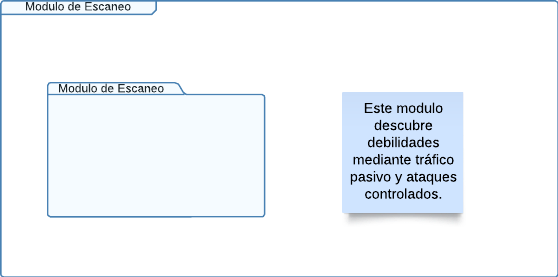 Modulo de Escaneo
Modulo de Escaneo
Este modulo
descubre
debilidades
mediante tráfico
pasivo y ataques
controlados.